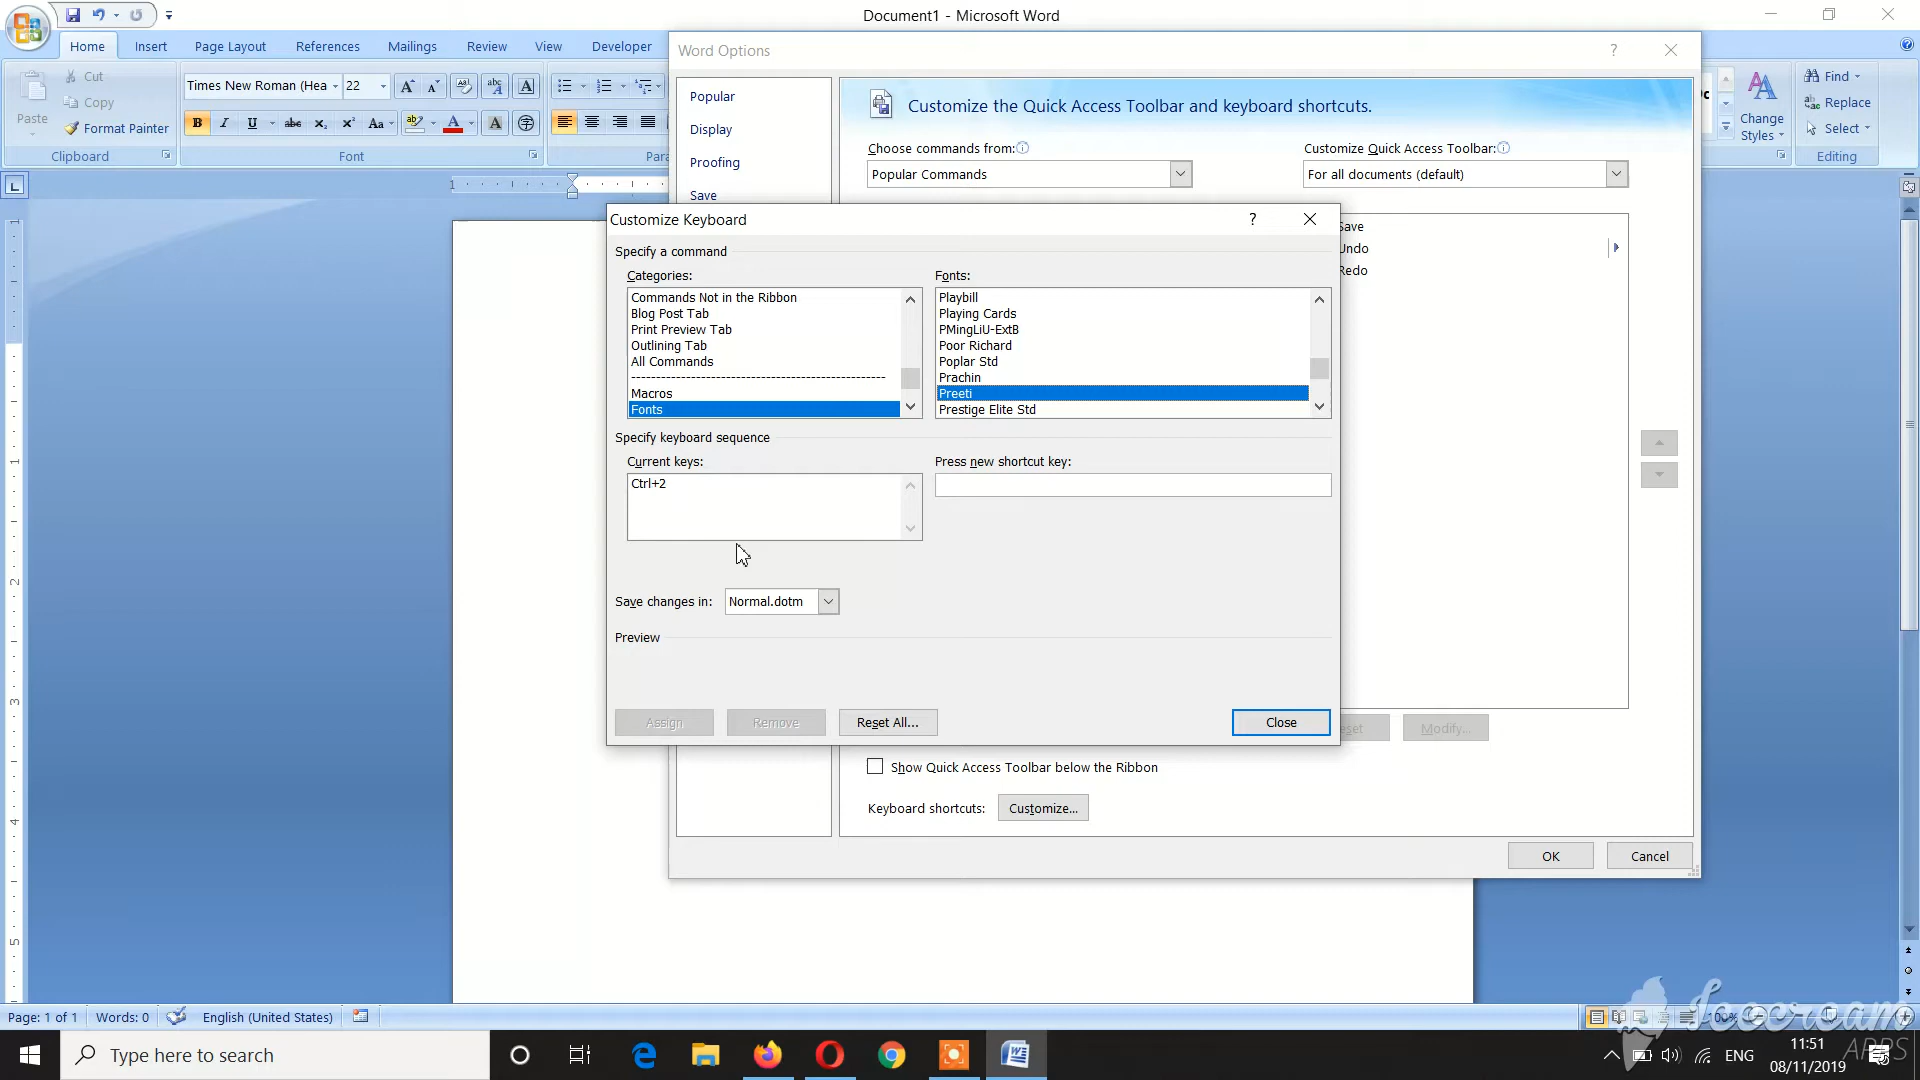 Document1 - Microsoft Word
Home Insert Page Layout References Mailings Review View Developer
Word Options
Cut
Copy
Paste
Format Painter
Clipboard
Times New Roman (Hea 22
Font
Para
Change
Styles
Find
Replace
Select
Editing
Popular
Display
Proofing
Save
Customize the Quick Access Toolbar and keyboard shortcuts.
Choose commands from:
Popular Commands
Customize Quick Access Toolbar:
For all documents (default)
Save
Undo
Redo
Customize Keyboard
Specify a command
Categories:
Commands Not in the Ribbon
Blog Post Tab
Print Preview Tab
Outlining Tab
All Commands
Macros
Fonts
Fonts:
Playbill
Playing Cards
PMingLiU-ExtB
Poor Richard
Poplar Std
Prachin
Preeti
Prestige Elite Std
Specify keyboard sequence
Current keys:
Ctrl+2
Press new shortcut key:
Save changes in: Normal.dotm
Preview
Assign Remove Reset All... Close
Modify...
Show Quick Access Toolbar below the Ribbon
Keyboard shortcuts: Customize...
OK Cancel
Page: 1 of 1 Words: 0 English (United States) 100%
Icecream
APPS
Type here to search
ENG
11:51
08/11/2019